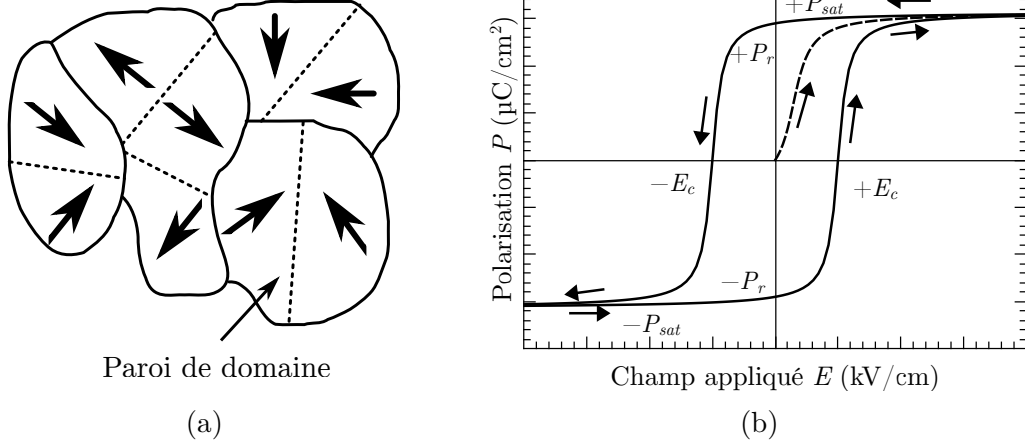 Paroi de domaine
(a)
Polarisation P (µC/cm²)
+P_sat
+P_r
−E_c
+E_c
−P_r
−P_sat
Champ appliqué E (kV/cm)
(b)